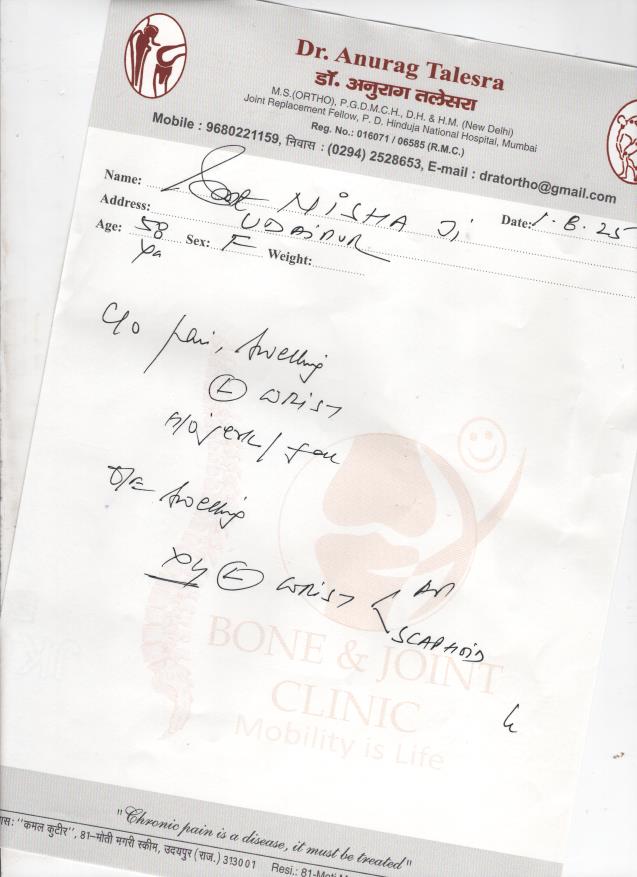 Dr. Anurag Talesra
डॉ. अनुराग तलेसरा
M.S.(ORTHO), P.G.D.M.C.H., D.H. & H.M. (New Delhi)
Joint Replacement Fellow, P. D. Hinduja National Hospital, Mumbai
Reg. No.: 016071 / 06585 (R.M.C.)
Mobile : 9680221159, निवास : (0294) 2528653, E-mail : dratortho@gmail.com
Name: NISHA Ji Date: 1.8.25
Address: UDAIPUR
Age: 58 Sex: F Weight:
C/o pain, swelling
(L) WRIST
H/O jerk / fall
O/E swelling
(L) WRIST AP
SCAPHOID
BONE & JOINT
CLINIC
Mobility is Life
"Chronic pain is a disease, it must be treated"
"कमल कुटीर", 81-मोती मगरी स्कीम, उदयपुर (राज.) 313001 Resi.: 81-Moti